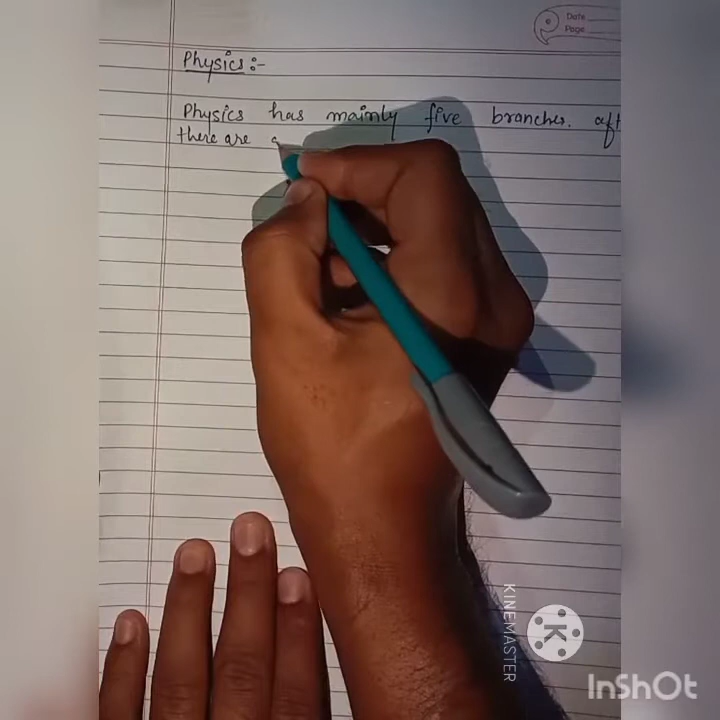 Date
Page
Physics :-
Physics has mainly five branches. aft
there are
KINEMASTER
InShOt